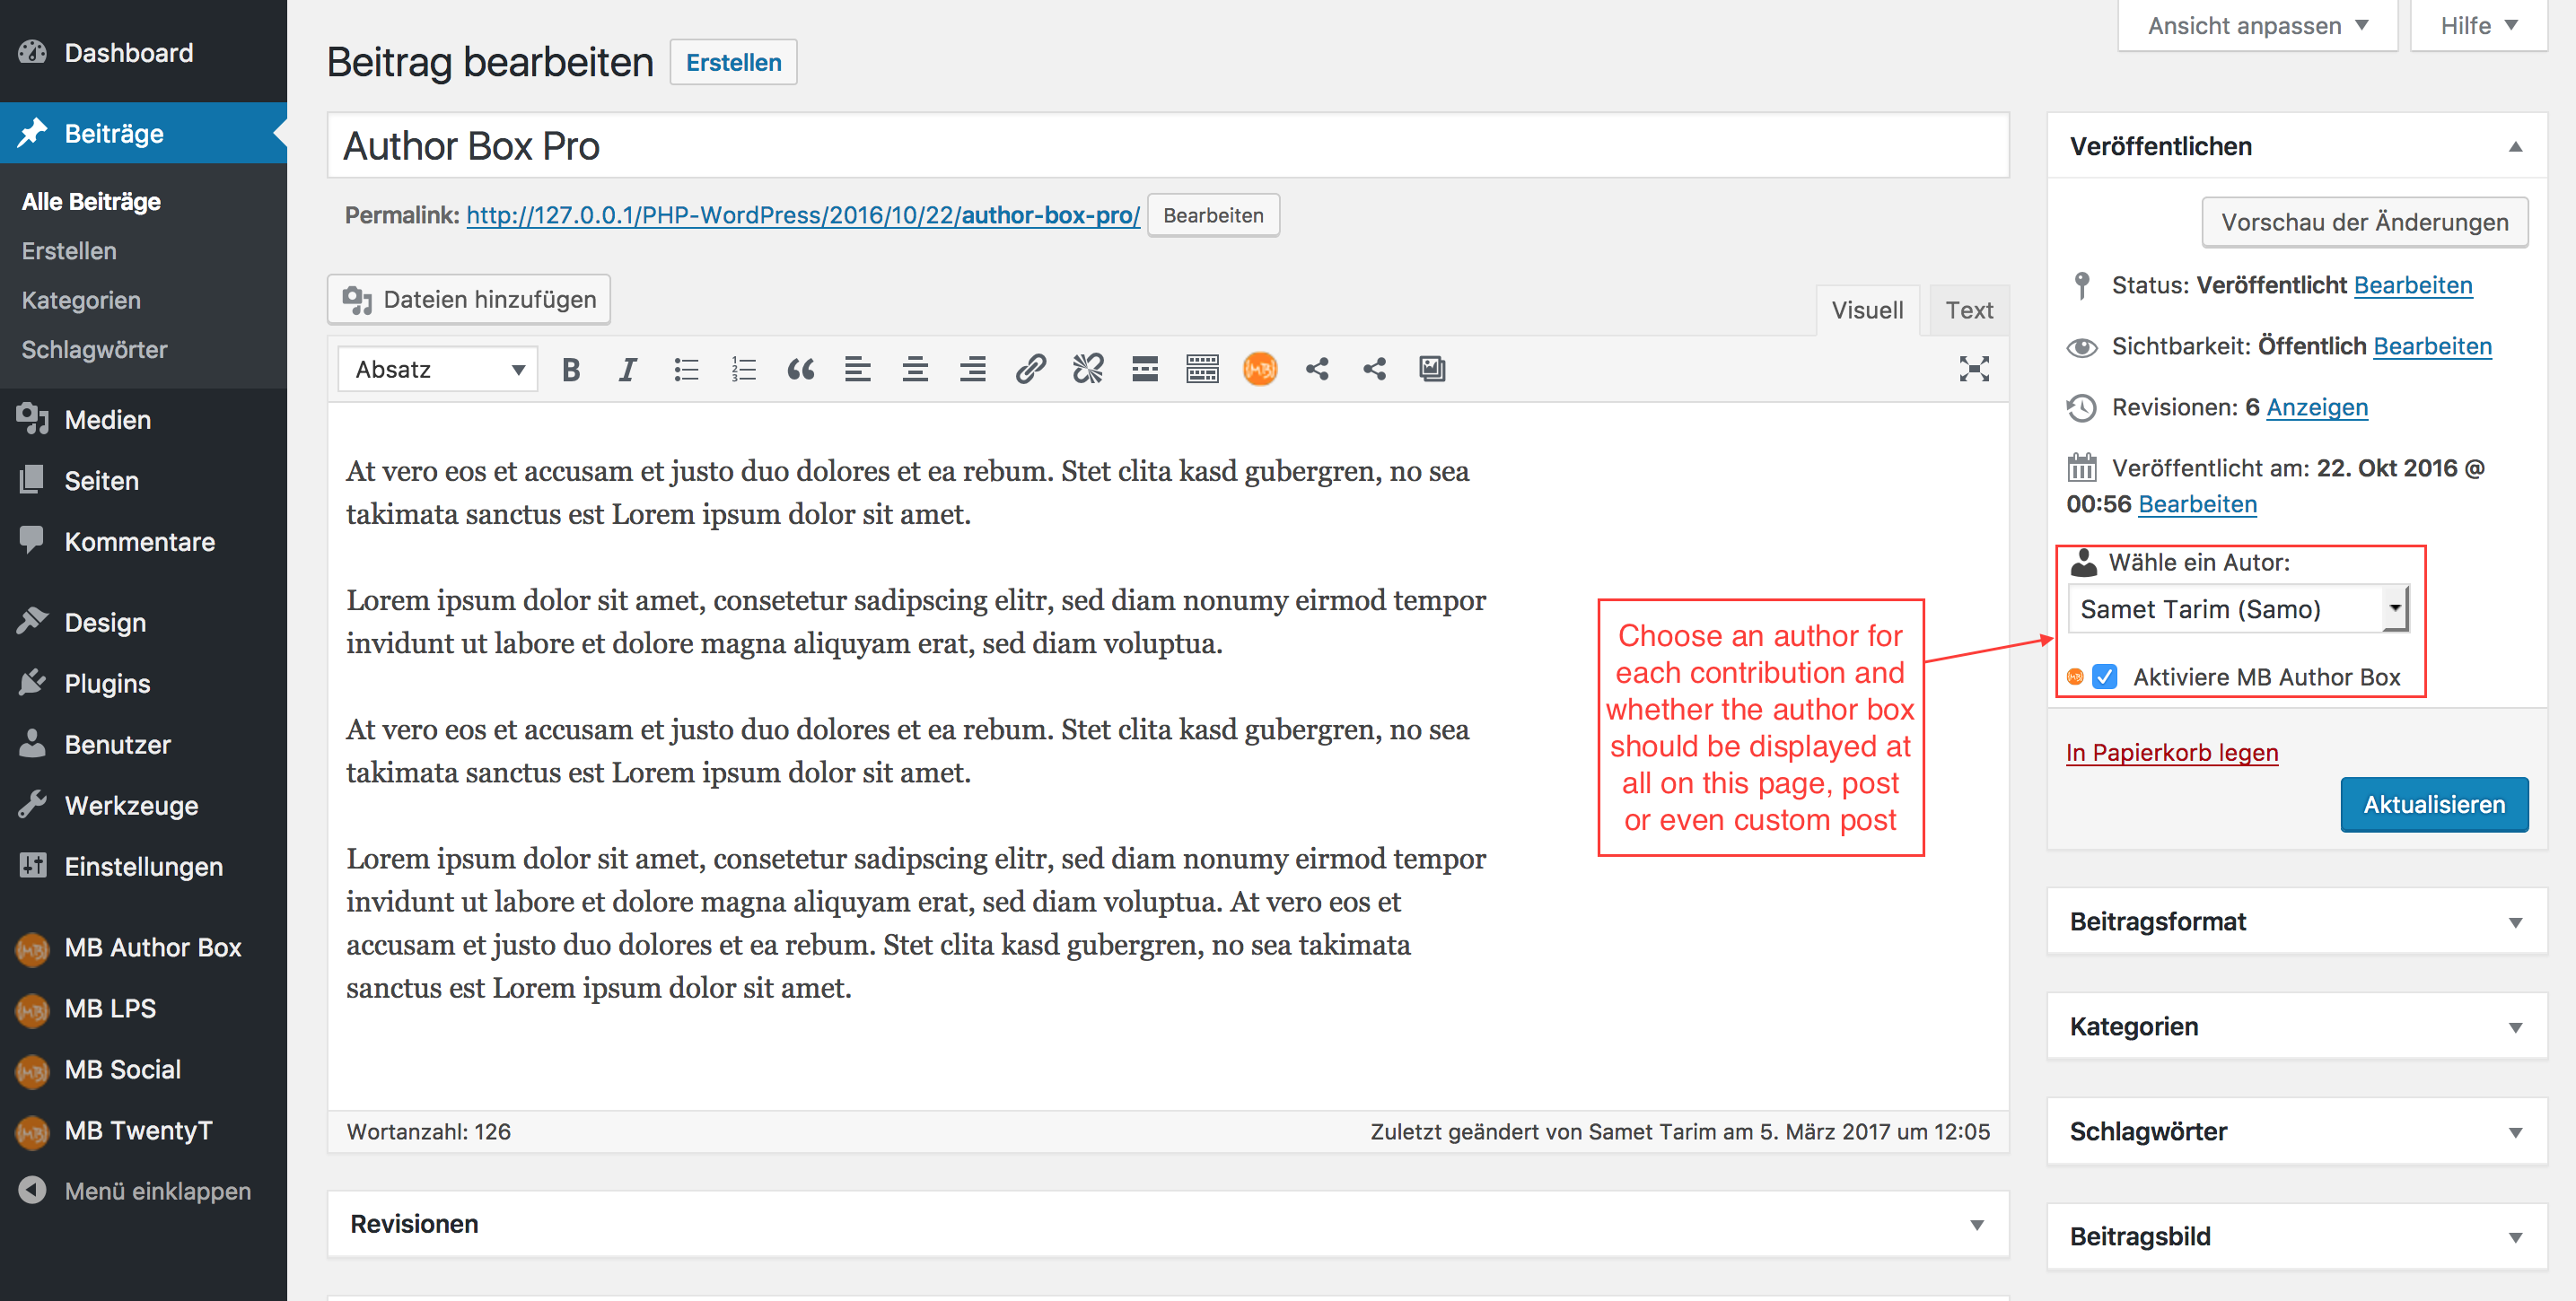 Dashboard
Beiträge
Alle Beiträge
Erstellen
Kategorien
Schlagwörter
Medien
Seiten
Kommentare
Design
Plugins
Benutzer
Werkzeuge
Einstellungen
MB Author Box
MB LPS
MB Social
MB TwentyT
Menü einklappen
Ansicht anpassen
Hilfe
Beitrag bearbeiten Erstellen
Author Box Pro
Permalink: http://127.0.0.1/PHP-WordPress/2016/10/22/author-box-pro/ Bearbeiten
Dateien hinzufügen
Visuell Text
Absatz
At vero eos et accusam et justo duo dolores et ea rebum. Stet clita kasd gubergren, no sea
takimata sanctus est Lorem ipsum dolor sit amet.
Lorem ipsum dolor sit amet, consetetur sadipscing elitr, sed diam nonumy eirmod tempor
invidunt ut labore et dolore magna aliquyam erat, sed diam voluptua.
At vero eos et accusam et justo duo dolores et ea rebum. Stet clita kasd gubergren, no sea
takimata sanctus est Lorem ipsum dolor sit amet.
Lorem ipsum dolor sit amet, consetetur sadipscing elitr, sed diam nonumy eirmod tempor
invidunt ut labore et dolore magna aliquyam erat, sed diam voluptua. At vero eos et
accusam et justo duo dolores et ea rebum. Stet clita kasd gubergren, no sea takimata
sanctus est Lorem ipsum dolor sit amet.
Choose an author for
each contribution and
whether the author box
should be displayed at
all on this page, post
or even custom post
Wortanzahl: 126
Zuletzt geändert von Samet Tarim am 5. März 2017 um 12:05
Revisionen
Veröffentlichen
Vorschau der Änderungen
Status: Veröffentlicht Bearbeiten
Sichtbarkeit: Öffentlich Bearbeiten
Revisionen: 6 Anzeigen
Veröffentlicht am: 22. Okt 2016 @
00:56 Bearbeiten
Wähle ein Autor:
Samet Tarim (Samo)
Aktiviere MB Author Box
In Papierkorb legen
Aktualisieren
Beitragsformat
Kategorien
Schlagwörter
Beitragsbild